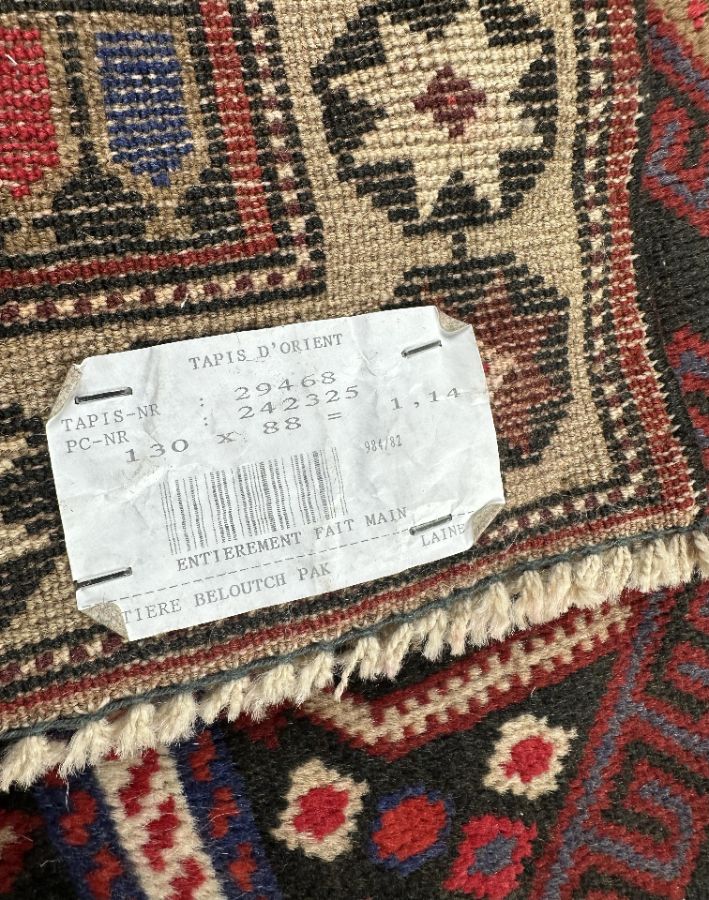 TAPIS D'ORIENT
TAPIS-NR : 29468
PC-NR : 242325
130 x 88 = 1,14
984/82
ENTIEREMENT FAIT MAIN
LAINE
TIERE BELOUTCH PAK